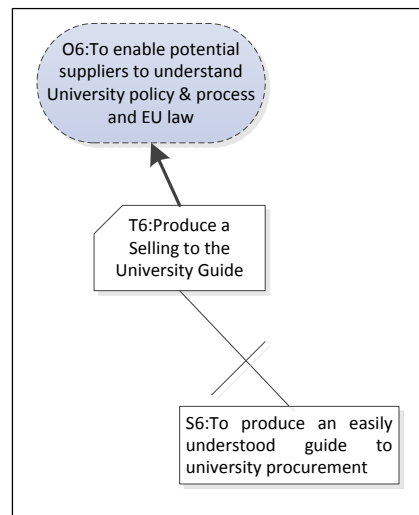 O6:To enable potential
suppliers to understand
University policy & process
and EU law
T6:Produce a
Selling to the
University Guide
S6:To produce an easily
understood guide to
university procurement